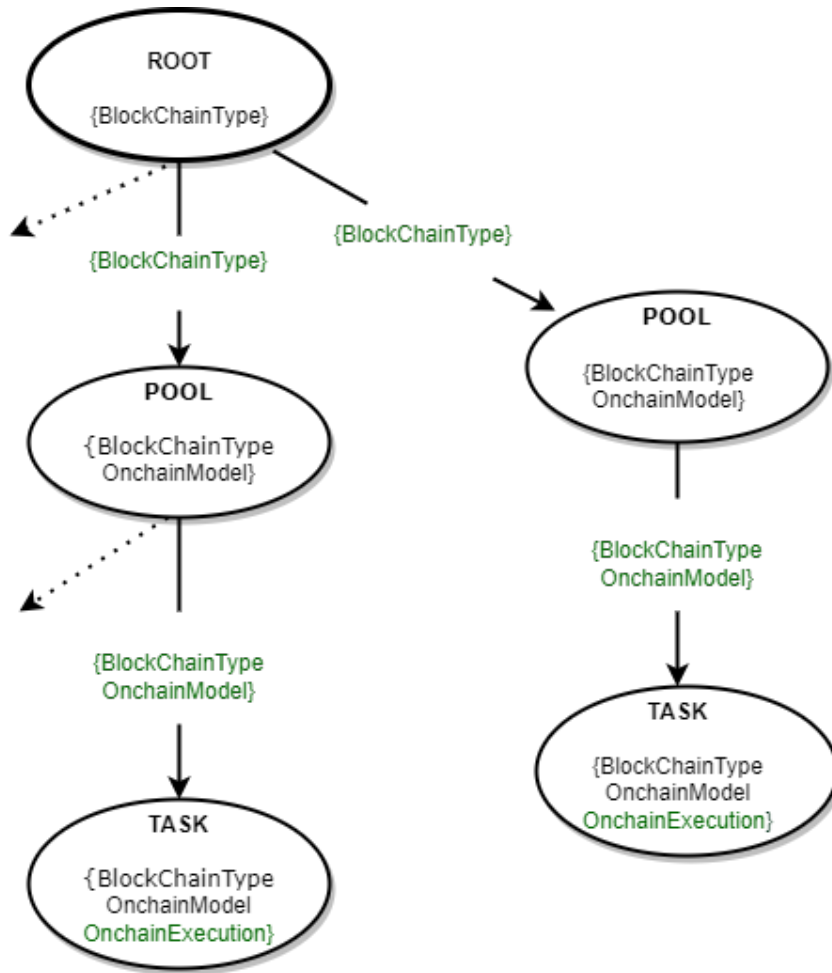 ROOT
{BlockChainType}
{BlockChainType}
{BlockChainType}
POOL
{BlockChainType
OnchainModel}
POOL
{BlockChainType
OnchainModel}
{BlockChainType
OnchainModel}
{BlockChainType
OnchainModel}
TASK
{BlockChainType
OnchainModel
OnchainExecution}
TASK
{BlockChainType
OnchainModel
OnchainExecution}